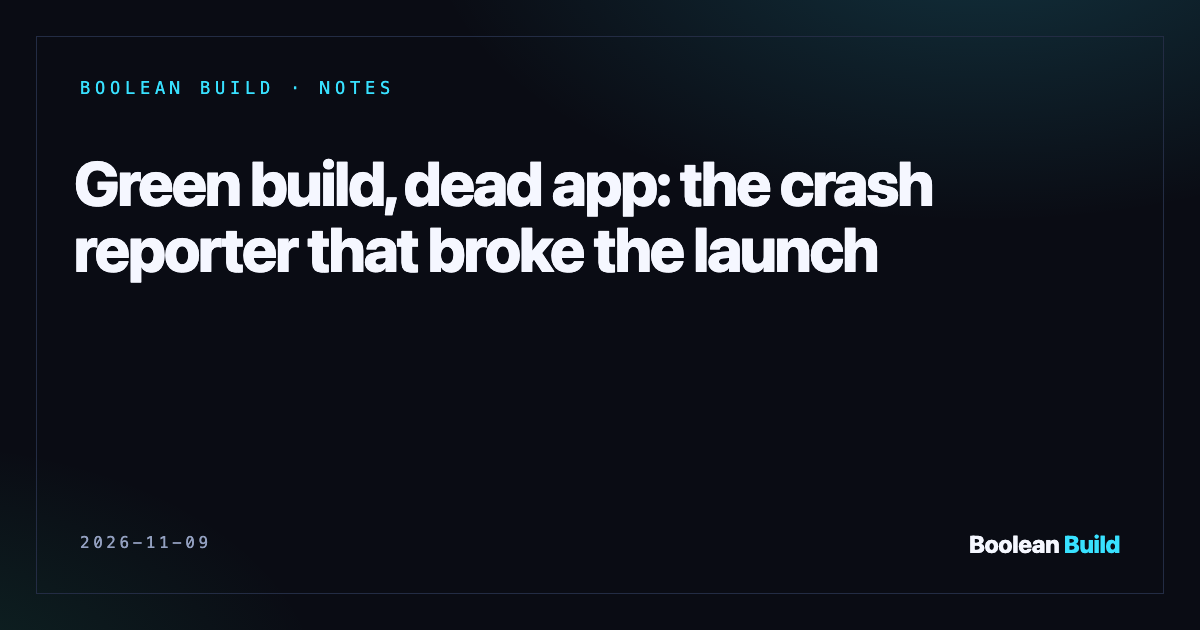 BOOLEAN BUILD · NOTES
Green build, dead app: the crash
reporter that broke the launch
2026-11-09
Boolean Build